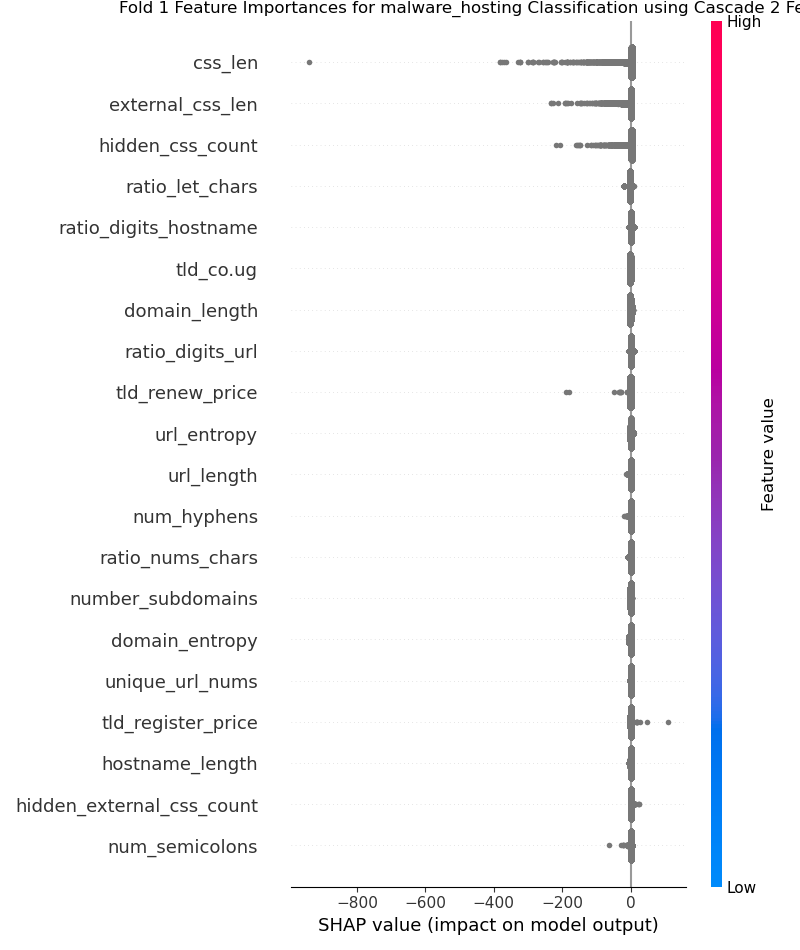 Fold 1 Feature Importances for malware_hosting Classification using Cascade 2 Fe
High
css_len
external_css_len
hidden_css_count
ratio_let_chars
ratio_digits_hostname
tld_co.ug
domain_length
ratio_digits_url
tld_renew_price
url_entropy
url_length
num_hyphens
ratio_nums_chars
number_subdomains
domain_entropy
unique_url_nums
tld_register_price
hostname_length
hidden_external_css_count
num_semicolons
Feature value
Low
−800 −600 −400 −200 0
SHAP value (impact on model output)